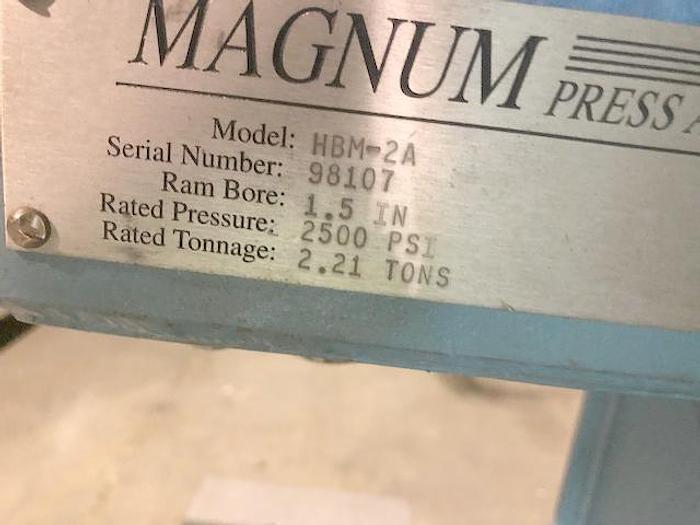 MAGNUM PRESS
Model: HBM-2A
Serial Number: 98107
Ram Bore: 1.5 IN
Rated Pressure: 2500 PSI
Rated Tonnage: 2.21 TONS